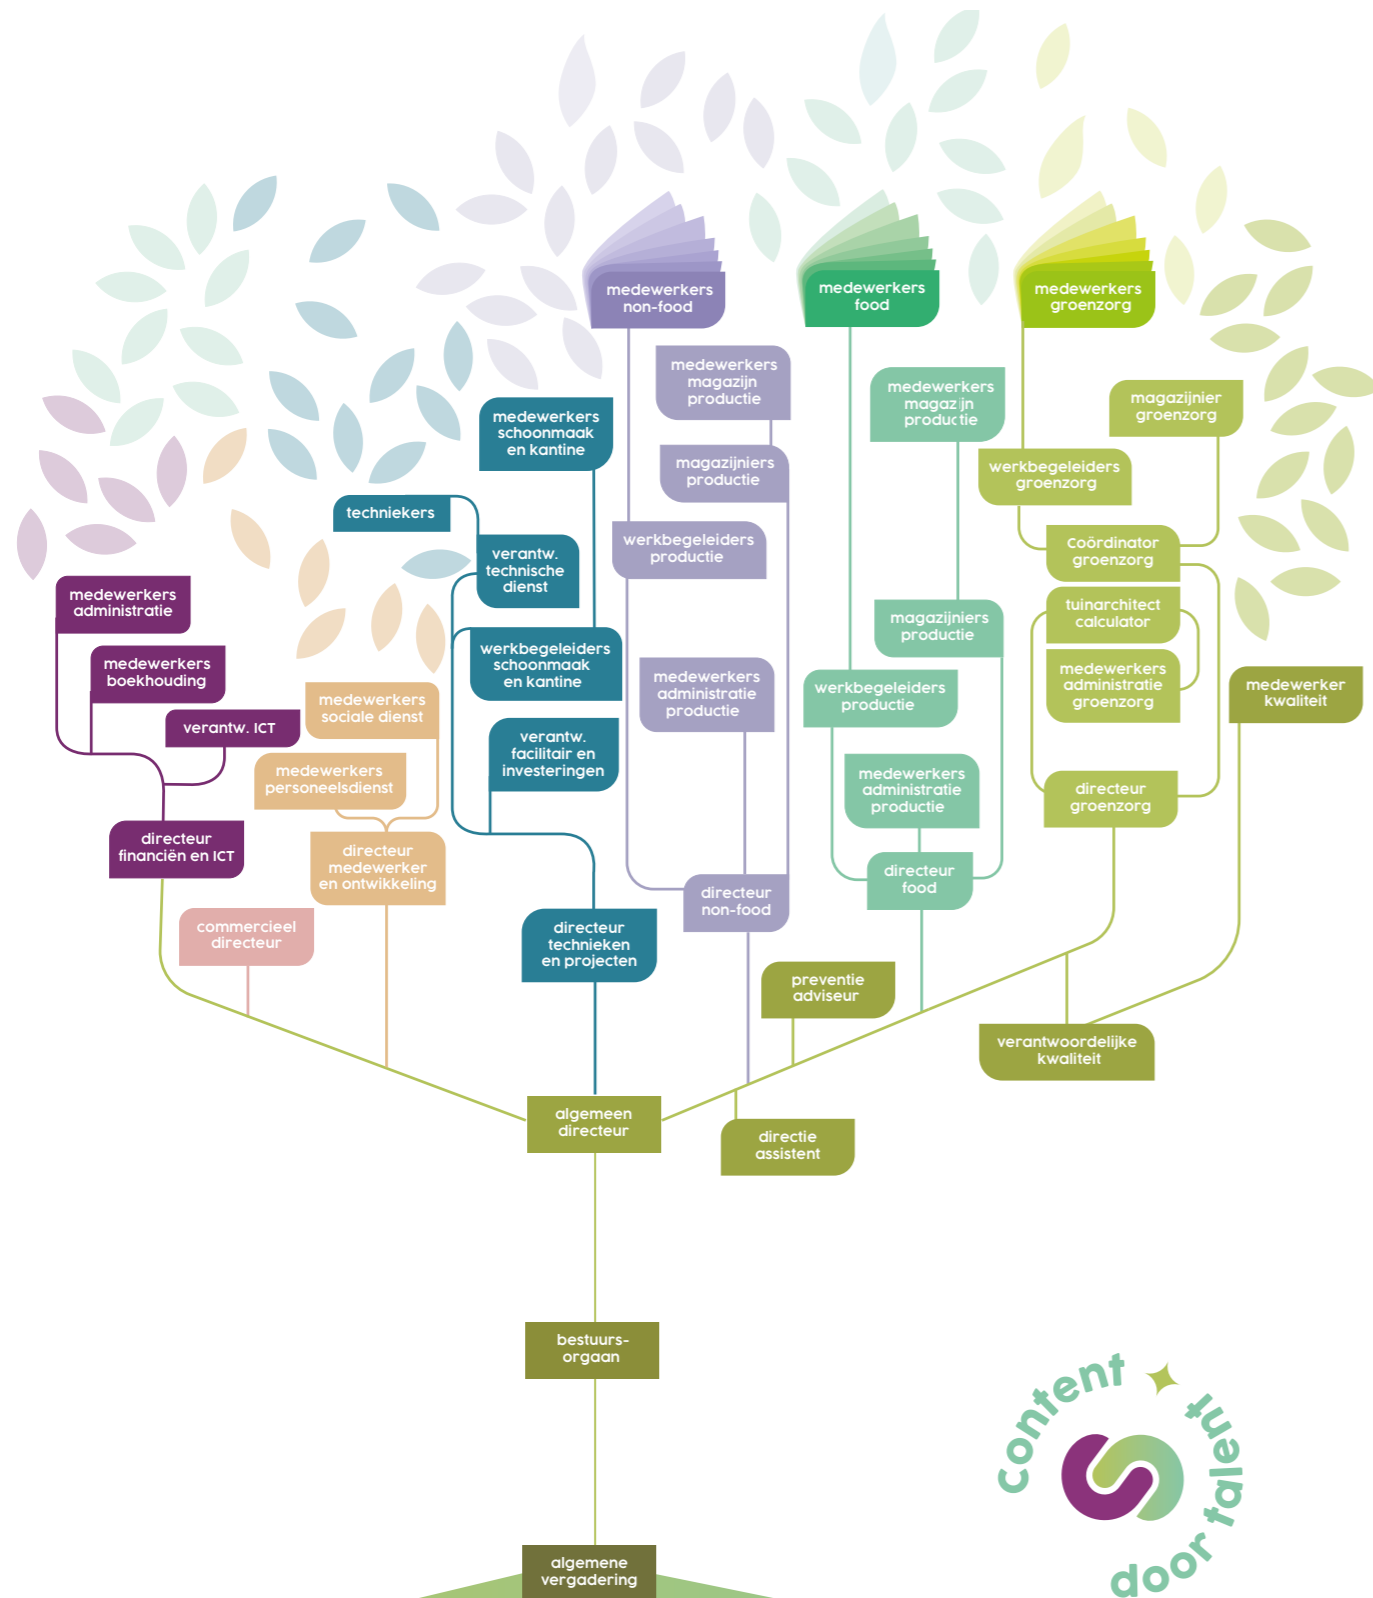 medewerkers
non-food
medewerkers
food
medewerkers
groenzorg
medewerkers
magazijn
productie
medewerkers
magazijn
productie
magazijnier
groenzorg
medewerkers
schoonmaak
en kantine
magazijniers
productie
werkbegeleiders
groenzorg
techniekers
werkbegeleiders
productie
Coördinator
groenzorg
verantw.
technische
dienst
medewerkers
administratie
tuinarchitect
calculator
magazijniers
productie
werkbegeleiders
schoonmaak
en kantine
medewerkers
boekhouding
medewerkers
administratie
productie
werkbegeleiders
productie
medewerkers
administratie
groenzorg
medewerker
kwaliteit
medewerkers
sociale dienst
verantw. ICT
verantw.
facilitair en
investeringen
medewerkers
personeelsdienst
medewerkers
administratie
productie
directeur
groenzorg
directeur
financiën en ICT
directeur
medewerker
en ontwikkeling
directeur
food
directeur
non-food
commercieel
directeur
directeur
technieken
en projecten
preventie
adviseur
verantwoordelijke
kwaliteit
algemeen
directeur
directie
assistent
bestuurs-
orgaan
content
door talent
algemene
vergadering